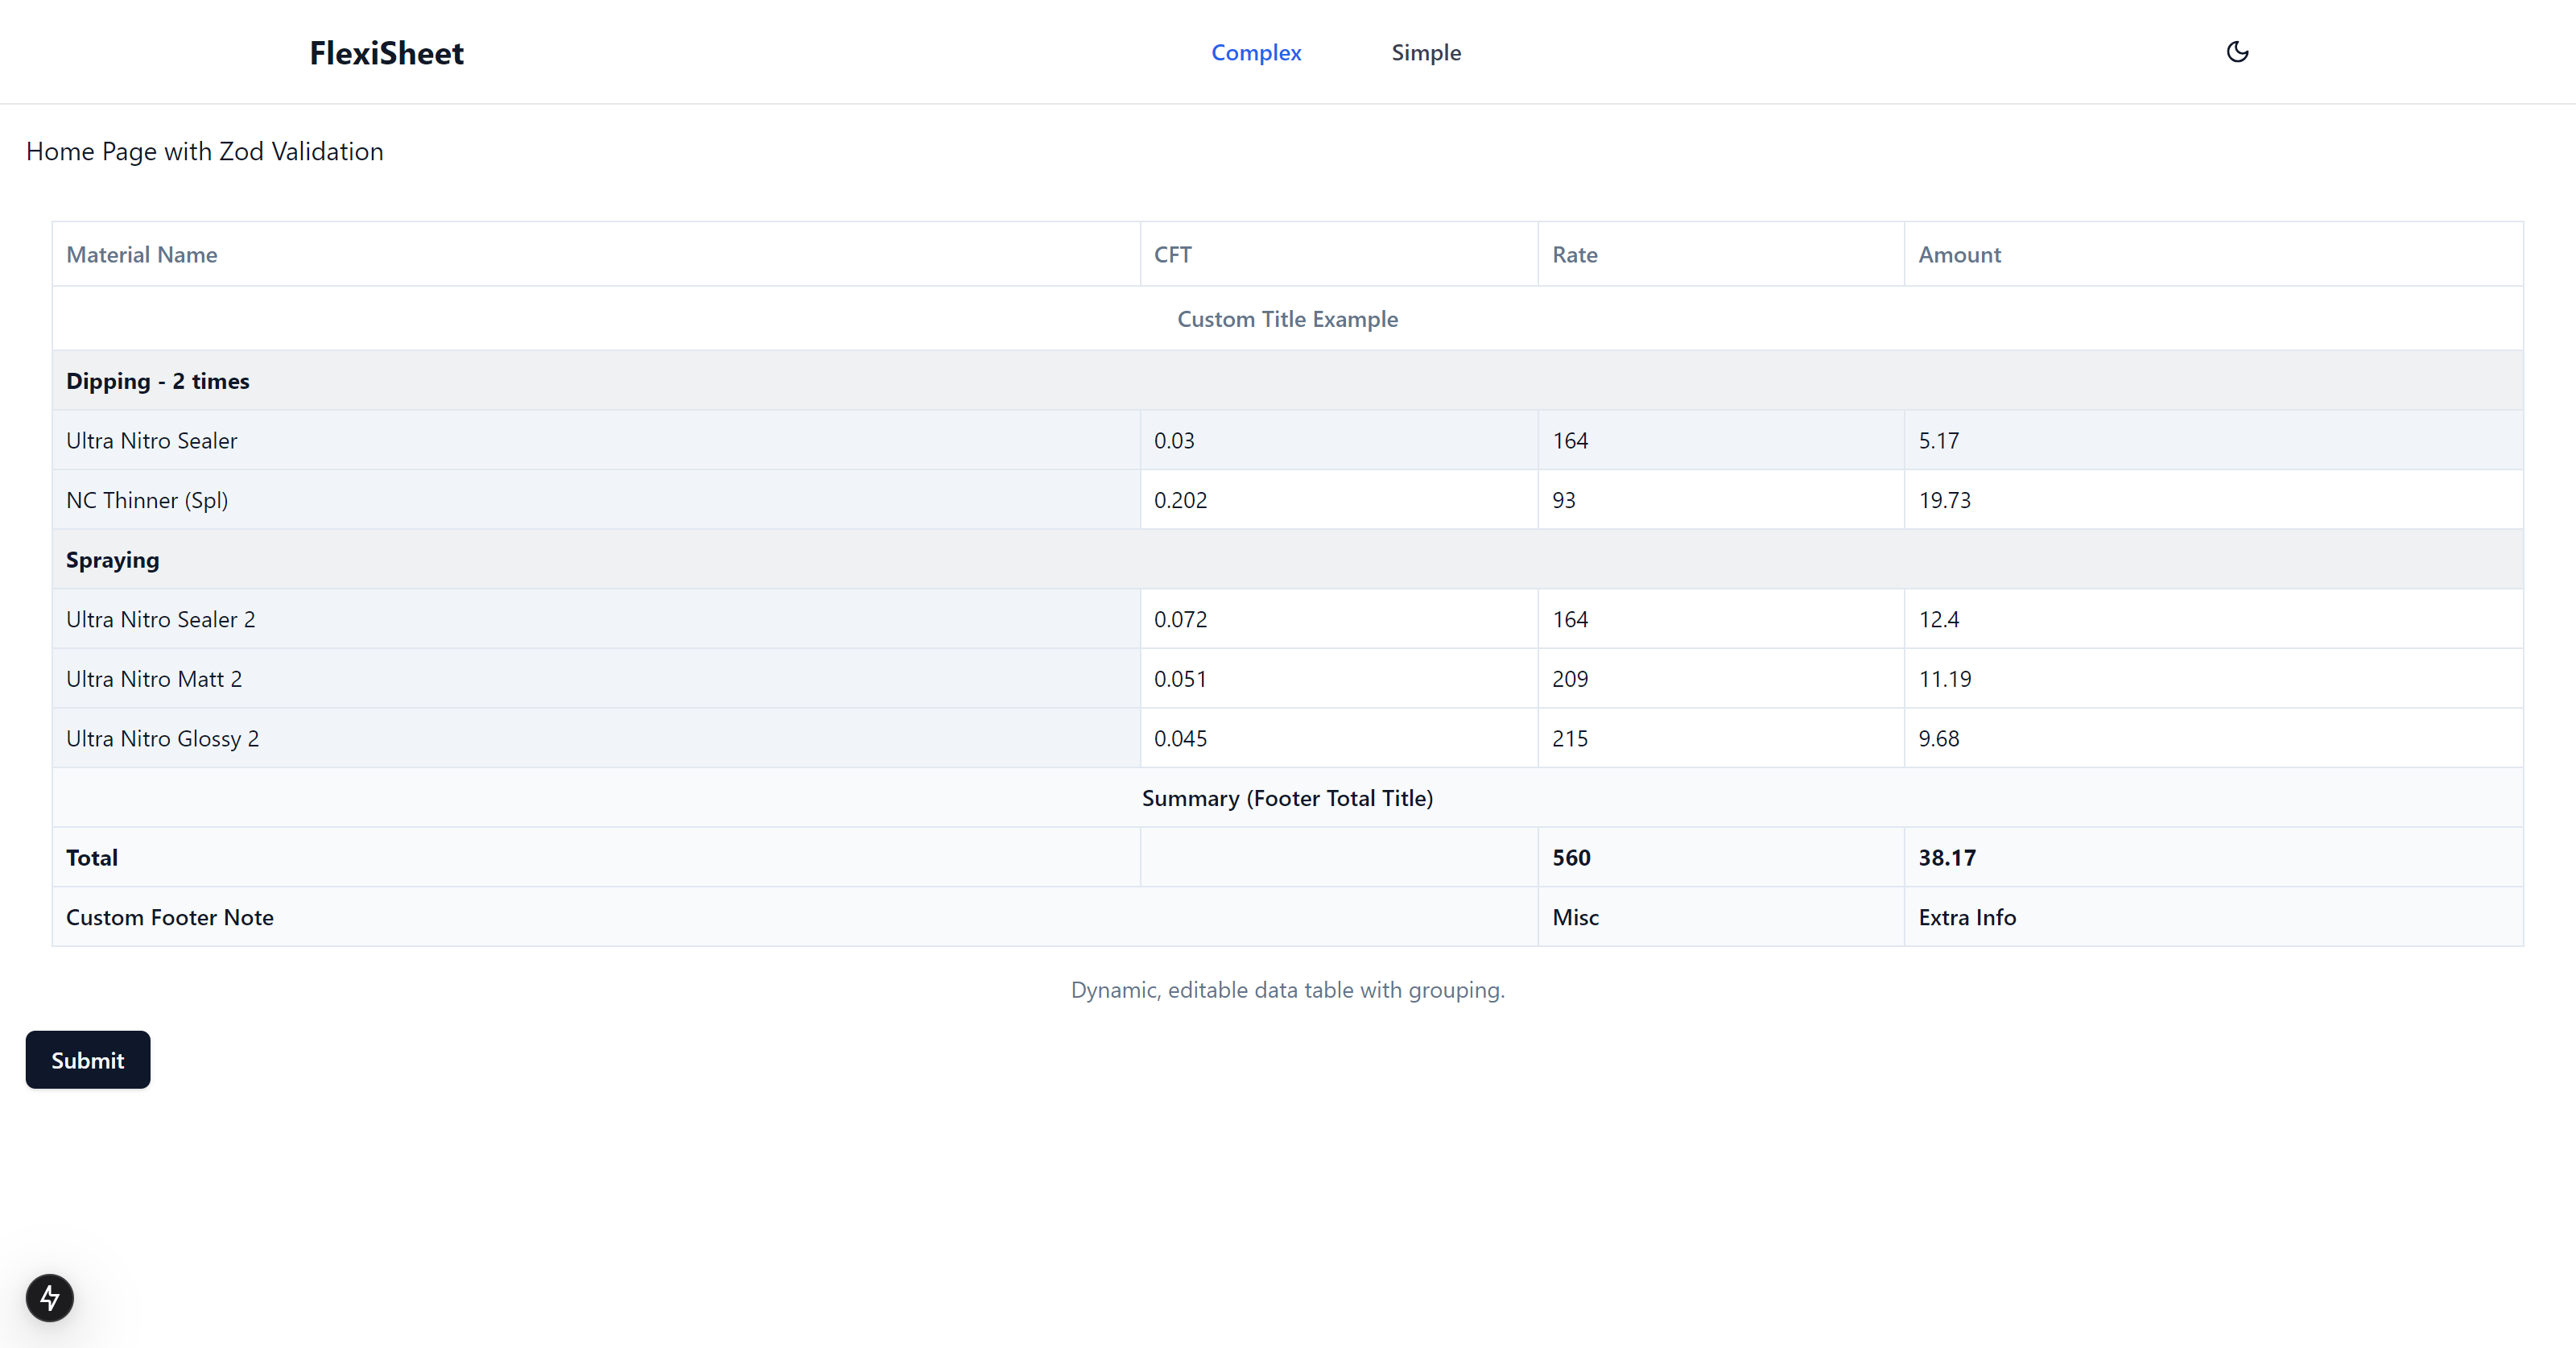 FlexiSheet Complex Simple
Home Page with Zod Validation
Material Name CFT Rate Amount
Custom Title Example
Dipping - 2 times
Ultra Nitro Sealer 0.03 164 5.17
NC Thinner (Spl) 0.202 93 19.73
Spraying
Ultra Nitro Sealer 2 0.072 164 12.4
Ultra Nitro Matt 2 0.051 209 11.19
Ultra Nitro Glossy 2 0.045 215 9.68
Summary (Footer Total Title)
Total 560 38.17
Custom Footer Note Misc Extra Info
Dynamic, editable data table with grouping.
Submit